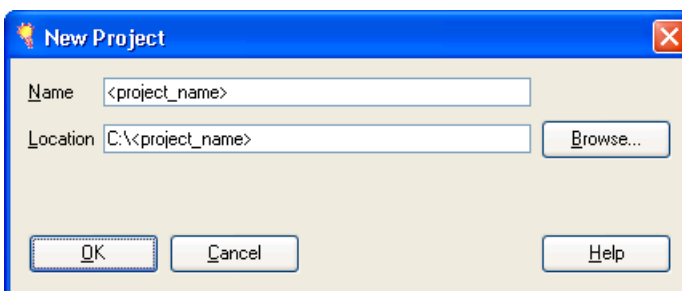 New Project
Name <project_name>
Location C:\<project_name> Browse...
OK Cancel Help